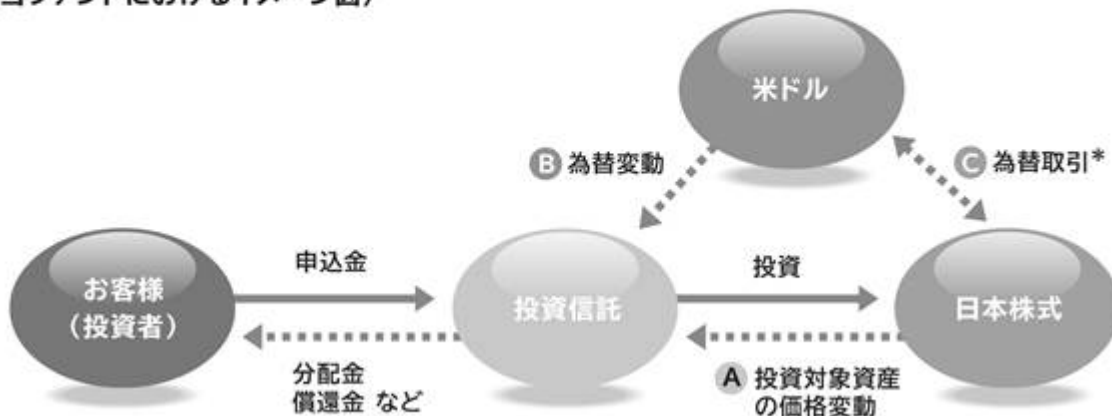 米ドル
B 為替変動
C 為替取引*
お客様
（投資者）
申込金
投資信託
投資
日本株式
分配金
償還金 など
A 投資対象資産
の価格変動